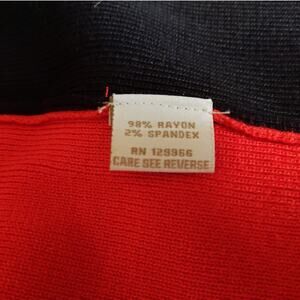 98% RAYON
2% SPANDEX
RN 129966
CARE SEE REVERSE